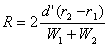 R = 2 d'(r₂ - r₁) / W₁ + W₂